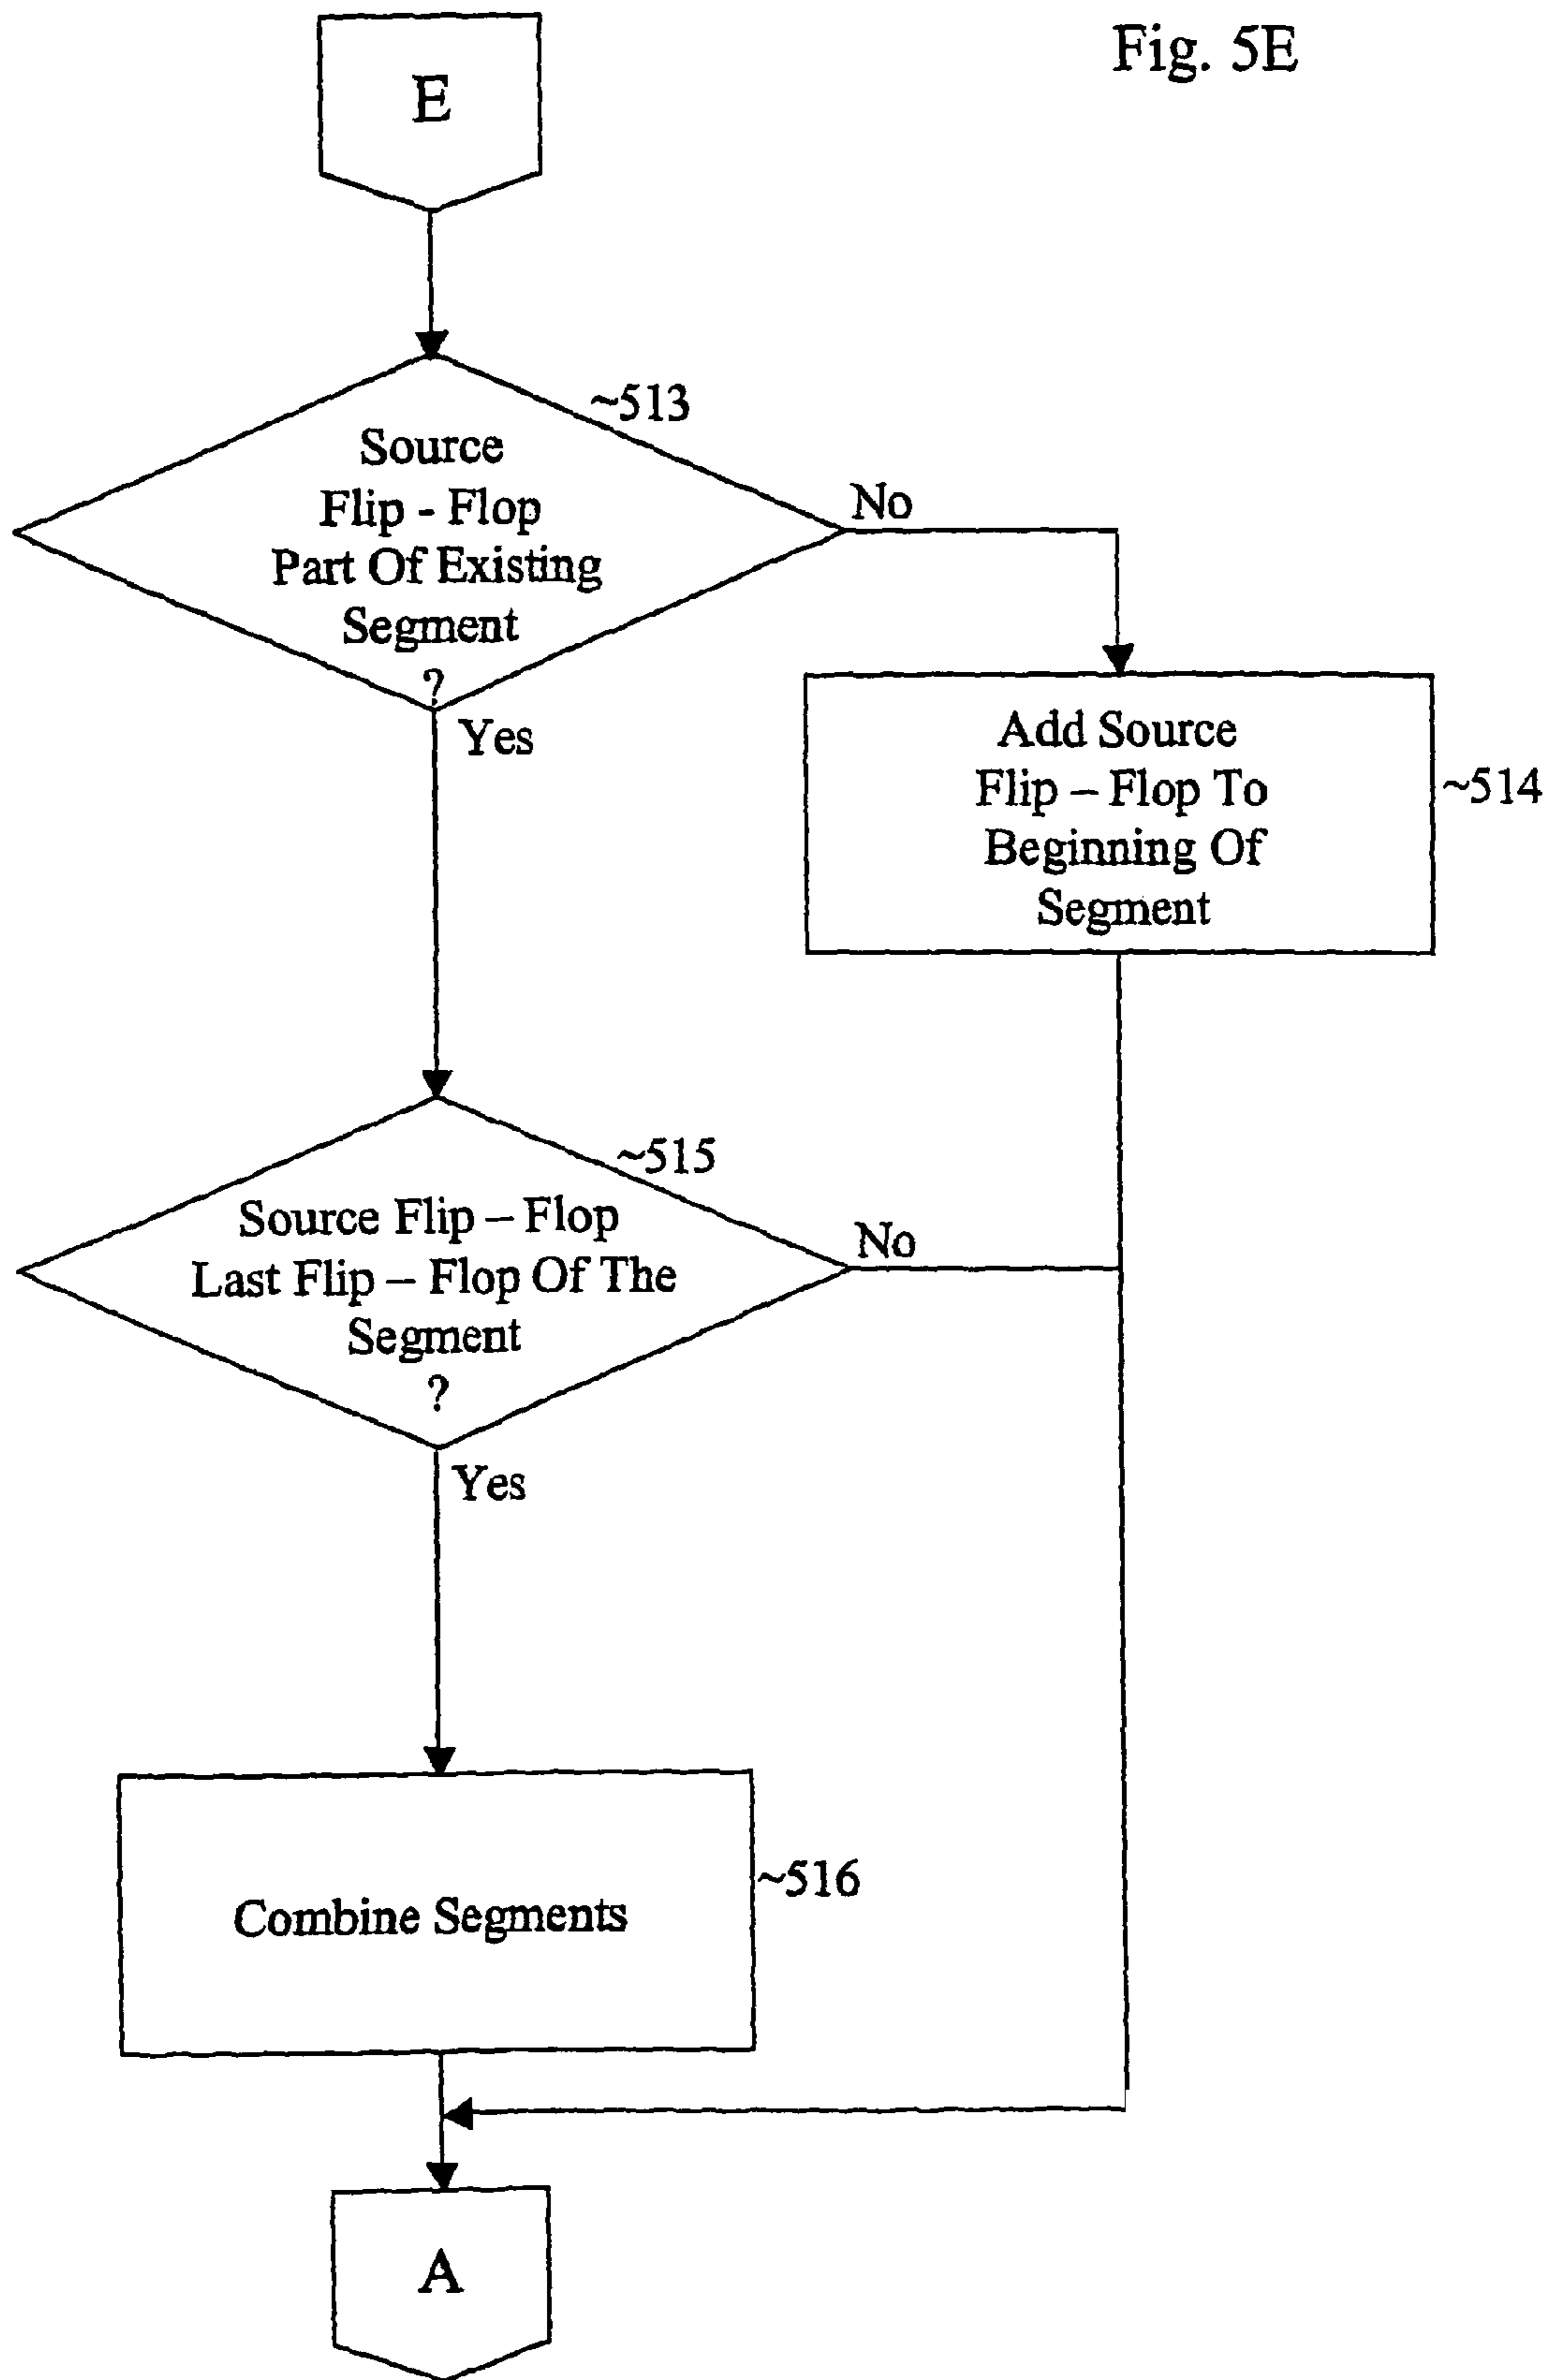 Fig. 5E
E
~513
Source
Flip - Flop
Part Of Existing
Segment
?
No
Yes
Add Source
Flip – Flop To
Beginning Of
Segment
~514
~515
Source Flip – Flop
Last Flip – Flop Of The
Segment
?
No
Yes
Combine Segments
~516
A